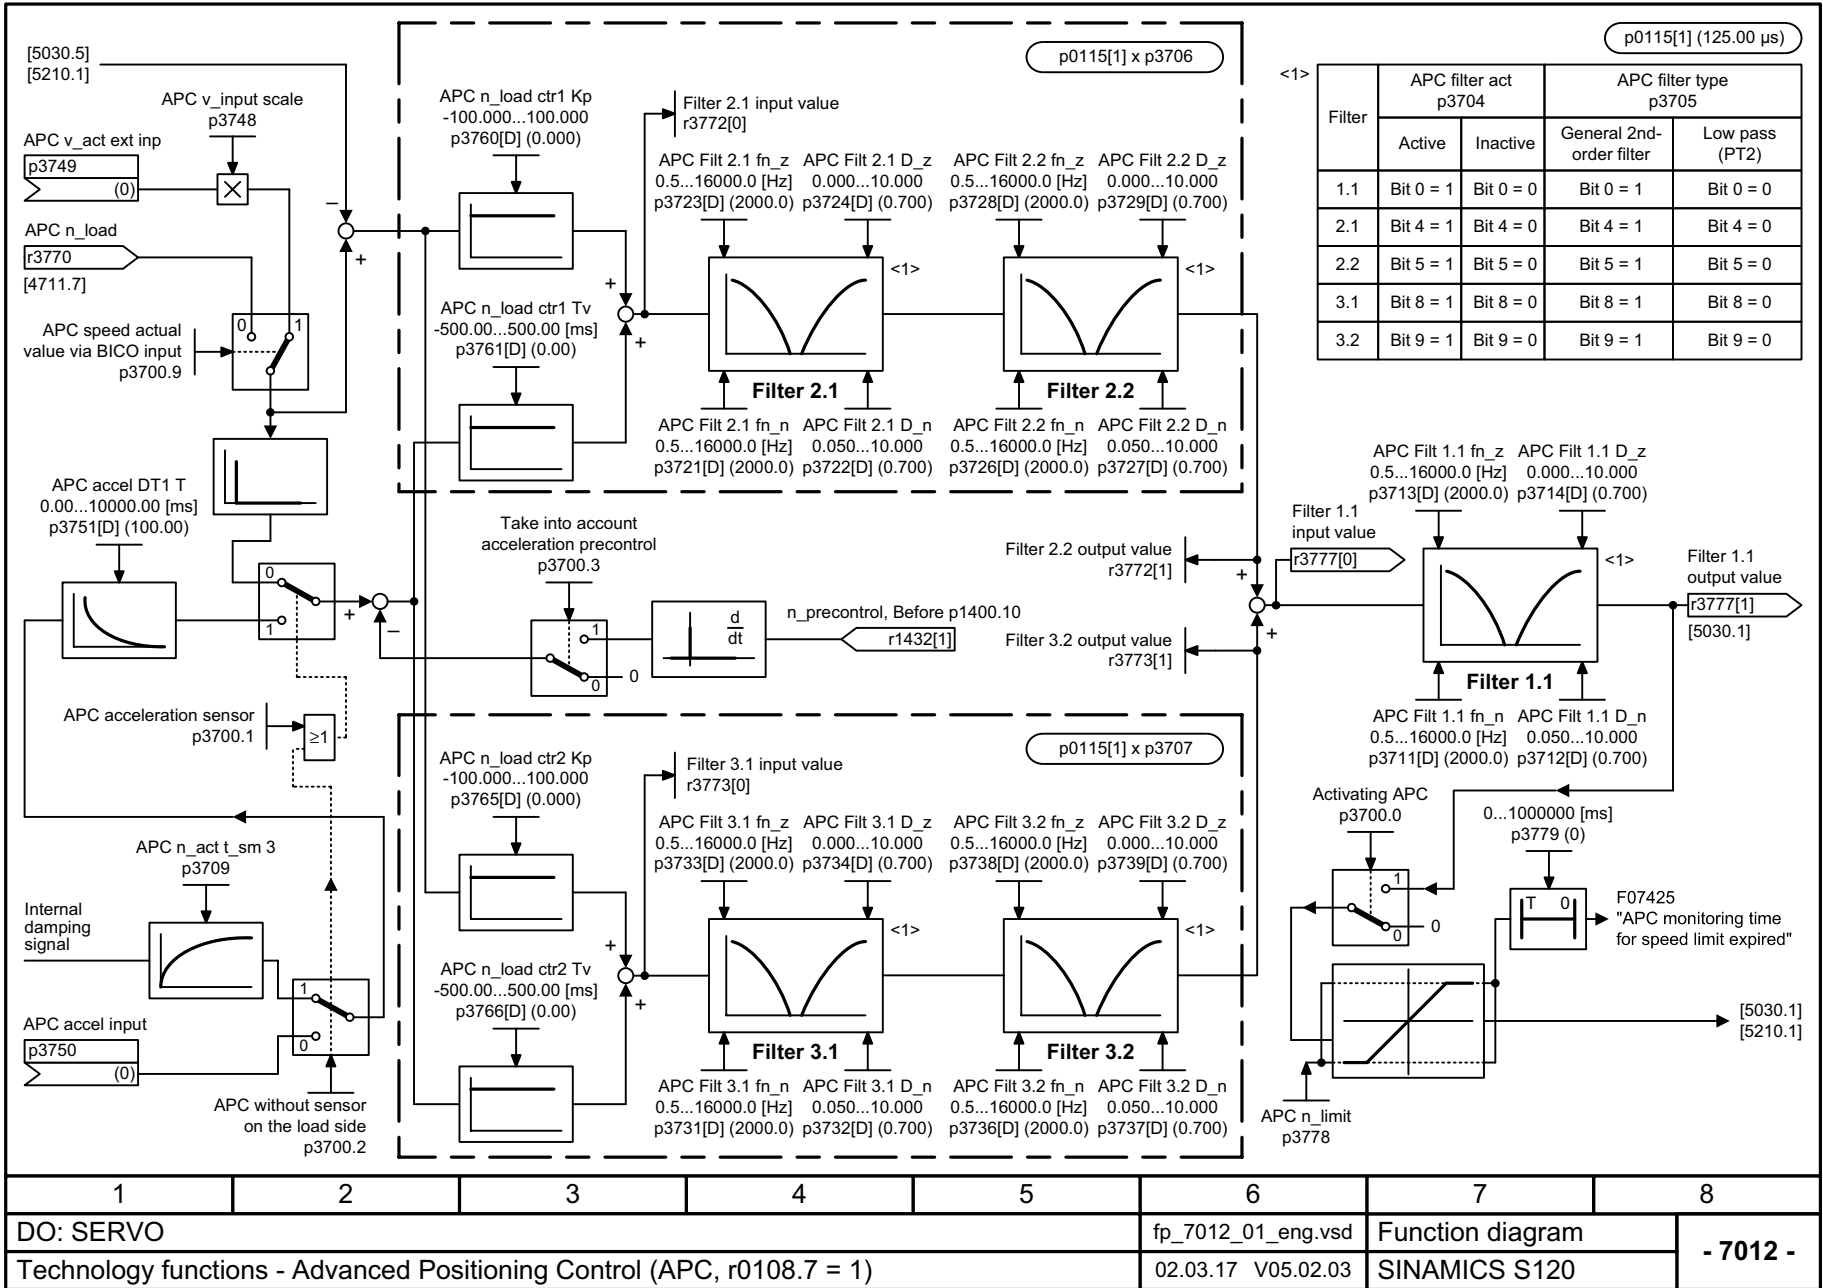 [5030.5]
[5210.1]
APC v_input scale
p3748
APC v_act ext inp
p3749
(0)
APC n_load
r3770
[4711.7]
APC speed actual
value via BICO input
p3700.9
0
1
–
+
APC accel DT1 T
0.00...10000.00 [ms]
p3751[D] (100.00)
0
1
+
–
APC acceleration sensor
p3700.1
≥1
APC n_act t_sm 3
p3709
Internal
damping
signal
APC accel input
p3750
(0)
1
0
APC without sensor
on the load side
p3700.2
p0115[1] x p3706
APC n_load ctr1 Kp
-100.000...100.000
p3760[D] (0.000)
APC n_load ctr1 Tv
-500.00...500.00 [ms]
p3761[D] (0.00)
+
+
Filter 2.1 input value
r3772[0]
APC Filt 2.1 fn_z
0.5...16000.0 [Hz]
p3723[D] (2000.0)
APC Filt 2.1 D_z
0.000...10.000
p3724[D] (0.700)
APC Filt 2.2 fn_z
0.5...16000.0 [Hz]
p3728[D] (2000.0)
APC Filt 2.2 D_z
0.000...10.000
p3729[D] (0.700)
<1>
<1>
Filter 2.1
Filter 2.2
APC Filt 2.1 fn_n
0.5...16000.0 [Hz]
p3721[D] (2000.0)
APC Filt 2.1 D_n
0.050...10.000
p3722[D] (0.700)
APC Filt 2.2 fn_n
0.5...16000.0 [Hz]
p3726[D] (2000.0)
APC Filt 2.2 D_n
0.050...10.000
p3727[D] (0.700)
Take into account
acceleration precontrol
p3700.3
1
0
0
d
dt
n_precontrol, Before p1400.10
r1432[1]
Filter 2.2 output value
r3772[1]
Filter 3.2 output value
r3773[1]
+
+
p0115[1] x p3707
APC n_load ctr2 Kp
-100.000...100.000
p3765[D] (0.000)
APC n_load ctr2 Tv
-500.00...500.00 [ms]
p3766[D] (0.00)
+
+
Filter 3.1 input value
r3773[0]
APC Filt 3.1 fn_z
0.5...16000.0 [Hz]
p3733[D] (2000.0)
APC Filt 3.1 D_z
0.000...10.000
p3734[D] (0.700)
APC Filt 3.2 fn_z
0.5...16000.0 [Hz]
p3738[D] (2000.0)
APC Filt 3.2 D_z
0.000...10.000
p3739[D] (0.700)
<1>
<1>
Filter 3.1
Filter 3.2
APC Filt 3.1 fn_n
0.5...16000.0 [Hz]
p3731[D] (2000.0)
APC Filt 3.1 D_n
0.050...10.000
p3732[D] (0.700)
APC Filt 3.2 fn_n
0.5...16000.0 [Hz]
p3736[D] (2000.0)
APC Filt 3.2 D_n
0.050...10.000
p3737[D] (0.700)
p0115[1] (125.00 µs)
<1>
Filter
APC filter act
p3704
APC filter type
p3705
Active
Inactive
General 2nd-
order filter
Low pass
(PT2)
1.1 Bit 0 = 1 Bit 0 = 0 Bit 0 = 1 Bit 0 = 0
2.1 Bit 4 = 1 Bit 4 = 0 Bit 4 = 1 Bit 4 = 0
2.2 Bit 5 = 1 Bit 5 = 0 Bit 5 = 1 Bit 5 = 0
3.1 Bit 8 = 1 Bit 8 = 0 Bit 8 = 1 Bit 8 = 0
3.2 Bit 9 = 1 Bit 9 = 0 Bit 9 = 1 Bit 9 = 0
APC Filt 1.1 fn_z
0.5...16000.0 [Hz]
p3713[D] (2000.0)
APC Filt 1.1 D_z
0.000...10.000
p3714[D] (0.700)
Filter 1.1
input value
r3777[0]
<1>
Filter 1.1
output value
r3777[1]
[5030.1]
Filter 1.1
APC Filt 1.1 fn_n
0.5...16000.0 [Hz]
p3711[D] (2000.0)
APC Filt 1.1 D_n
0.050...10.000
p3712[D] (0.700)
Activating APC
p3700.0
1
0
0
0...1000000 [ms]
p3779 (0)
T 0
F07425
"APC monitoring time
for speed limit expired"
[5030.1]
[5210.1]
APC n_limit
p3778
1 2 3 4 5 6 7 8
DO: SERVO
fp_7012_01_eng.vsd
Function diagram
- 7012 -
Technology functions - Advanced Positioning Control (APC, r0108.7 = 1)
02.03.17 V05.02.03
SINAMICS S120